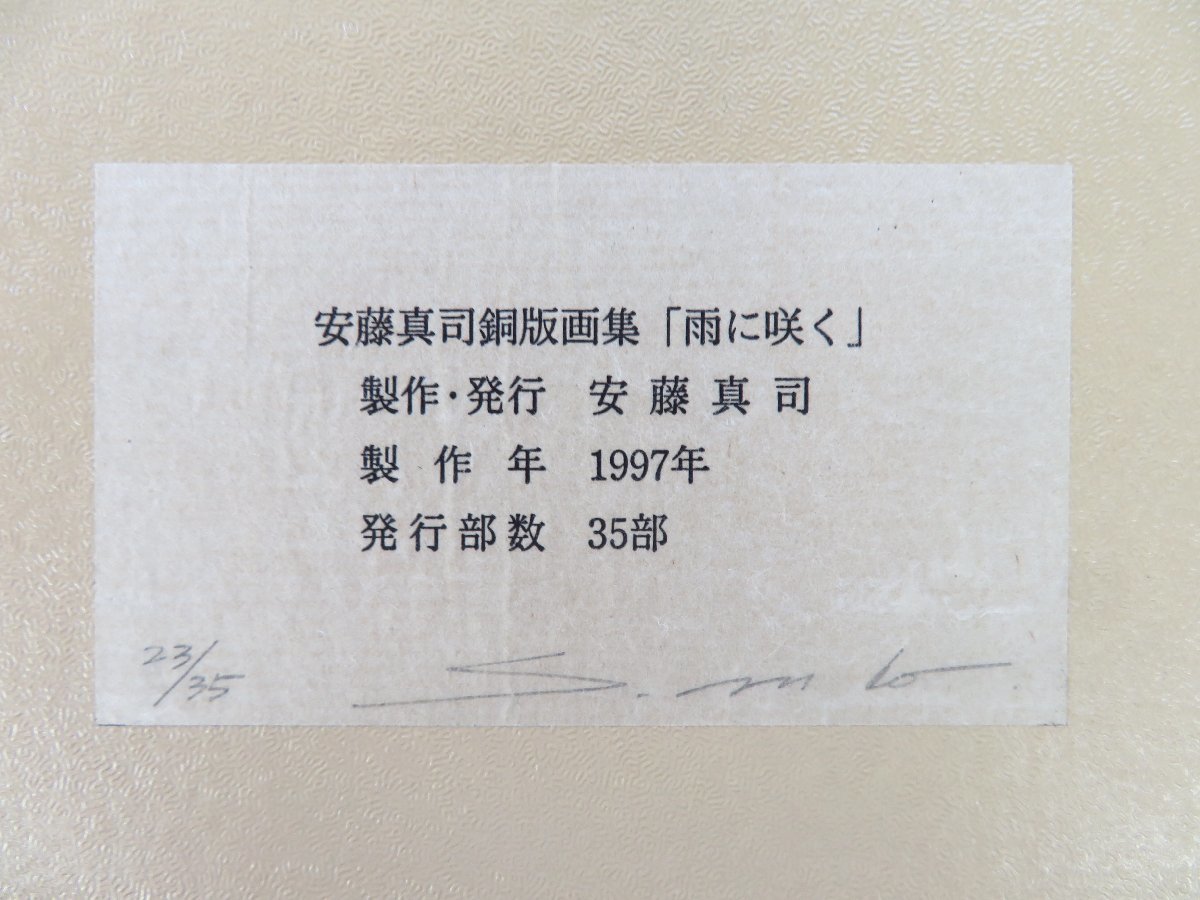 安藤真司銅版画集「雨に咲く」
製作・発行 安藤真司
製作年 1997年
発行部数 35部
23/35